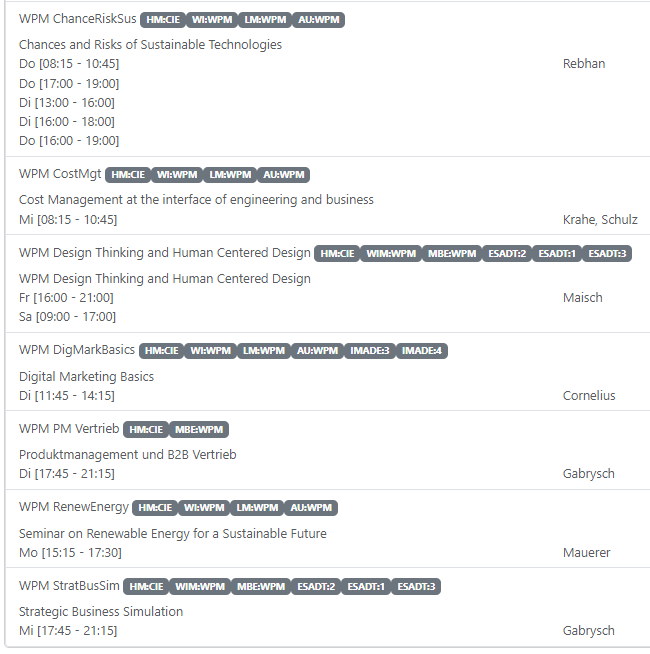 WPM ChanceRiskSus HM:CIE WI:WPM LM:WPM AU:WPM
Chances and Risks of Sustainable Technologies
Do [08:15 - 10:45] Rebhan
Do [17:00 - 19:00]
Di [13:00 - 16:00]
Di [16:00 - 18:00]
Do [16:00 - 19:00]
WPM CostMgt HM:CIE WI:WPM LM:WPM AU:WPM
Cost Management at the interface of engineering and business
Mi [08:15 - 10:45] Krahe, Schulz
WPM Design Thinking and Human Centered Design HM:CIE WIM:WPM MBE:WPM ESADT:2 ESADT:1 ESADT:3
WPM Design Thinking and Human Centered Design
Fr [16:00 - 21:00] Maisch
Sa [09:00 - 17:00]
WPM DigMarkBasics HM:CIE WI:WPM LM:WPM AU:WPM IMADE:3 IMADE:4
Digital Marketing Basics
Di [11:45 - 14:15] Cornelius
WPM PM Vertrieb HM:CIE MBE:WPM
Produktmanagement und B2B Vertrieb
Di [17:45 - 21:15] Gabrysch
WPM RenewEnergy HM:CIE WI:WPM LM:WPM AU:WPM
Seminar on Renewable Energy for a Sustainable Future
Mo [15:15 - 17:30] Mauerer
WPM StratBusSim HM:CIE WIM:WPM MBE:WPM ESADT:2 ESADT:1 ESADT:3
Strategic Business Simulation
Mi [17:45 - 21:15] Gabrysch